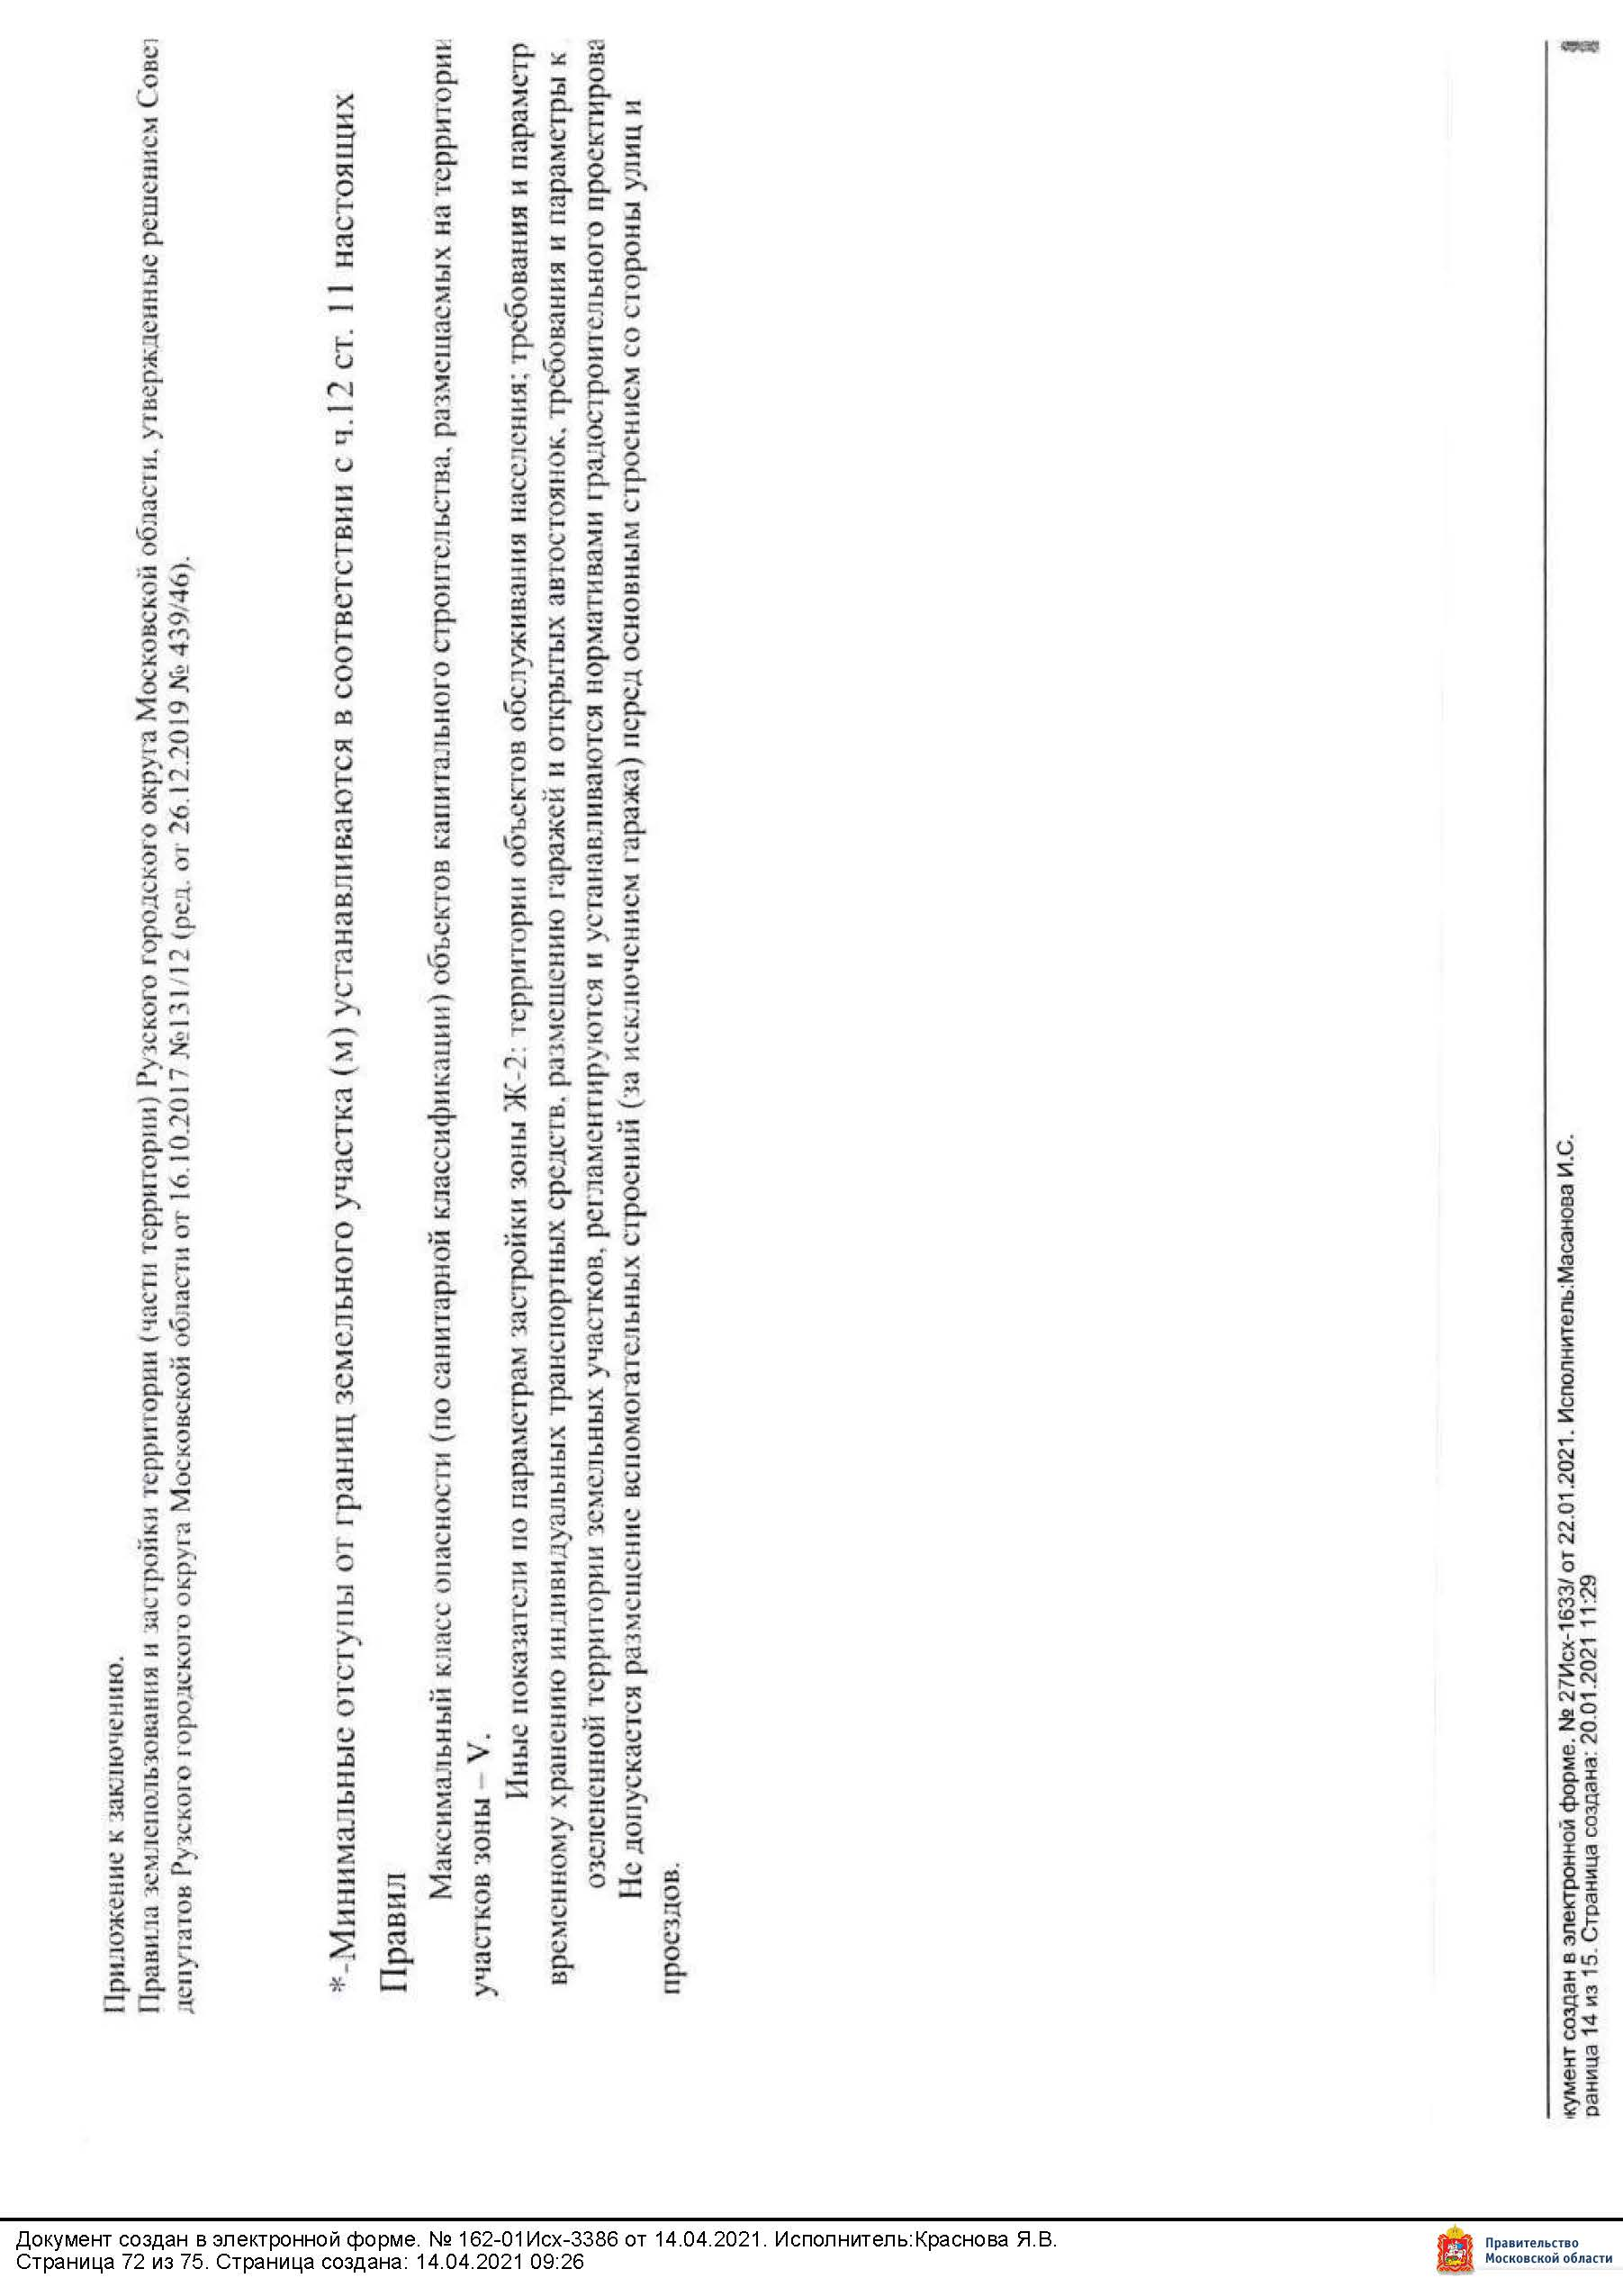 Приложение к заключению.
Правила землепользования и застройки территории (части территории) Рузского городского округа Московской области, утвержденные решением Совет
депутатов Рузского городского округа Московской области от 16.10.2017 №131/12 (ред. от 26.12.2019 № 439/46).
*-Минимальные отступы от границ земельного участка (м) устанавливаются в соответствии с ч.12 ст. 11 настоящих
Правил
Максимальный класс опасности (по санитарной классификации) объектов капитального строительства, размещаемых на территории
участков зоны – V.
Иные показатели по параметрам застройки зоны Ж-2: территории объектов обслуживания населения; требования и параметр
временному хранению индивидуальных транспортных средств, размещению гаражей и открытых автостоянок, требования и параметры к
озелененной территории земельных участков, регламентируются и устанавливаются нормативами градостроительного проектирова
Не допускается размещение вспомогательных строений (за исключением гаража) перед основным строением со стороны улиц и
проездов.
кумент создан в электронной форме. № 27Исх-1633/ от 22.01.2021. Исполнитель:Масанова И.С.
раница 14 из 15. Страница создана: 20.01.2021 11:29
Документ создан в электронной форме. № 162-01Исх-3386 от 14.04.2021. Исполнитель:Краснова Я.В.
Страница 72 из 75. Страница создана: 14.04.2021 09:26
Правительство
Московской области